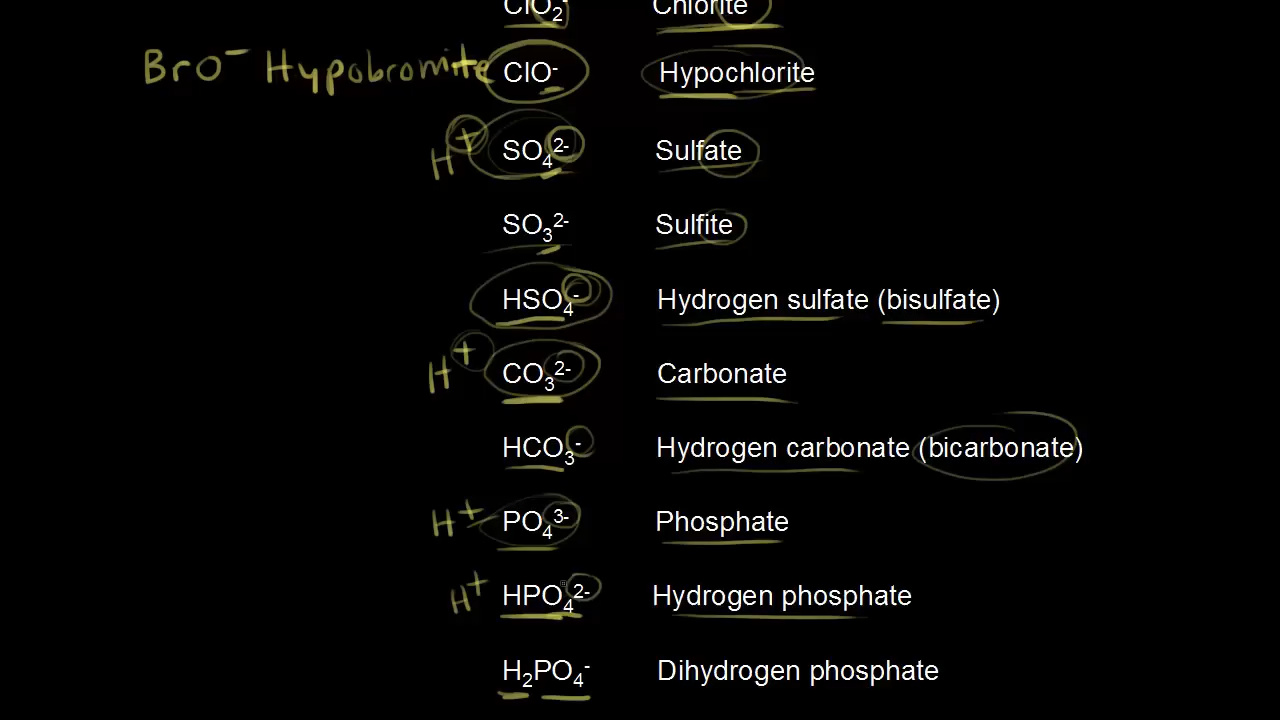 ClO₂⁻ Chlorite
BrO⁻ Hypobromite ClO⁻ Hypochlorite
H⁺ SO₄²⁻ Sulfate
SO₃²⁻ Sulfite
HSO₄⁻ Hydrogen sulfate (bisulfate)
H⁺ CO₃²⁻ Carbonate
HCO₃⁻ Hydrogen carbonate (bicarbonate)
H⁺ PO₄³⁻ Phosphate
H⁺ HPO₄²⁻ Hydrogen phosphate
H₂PO₄⁻ Dihydrogen phosphate